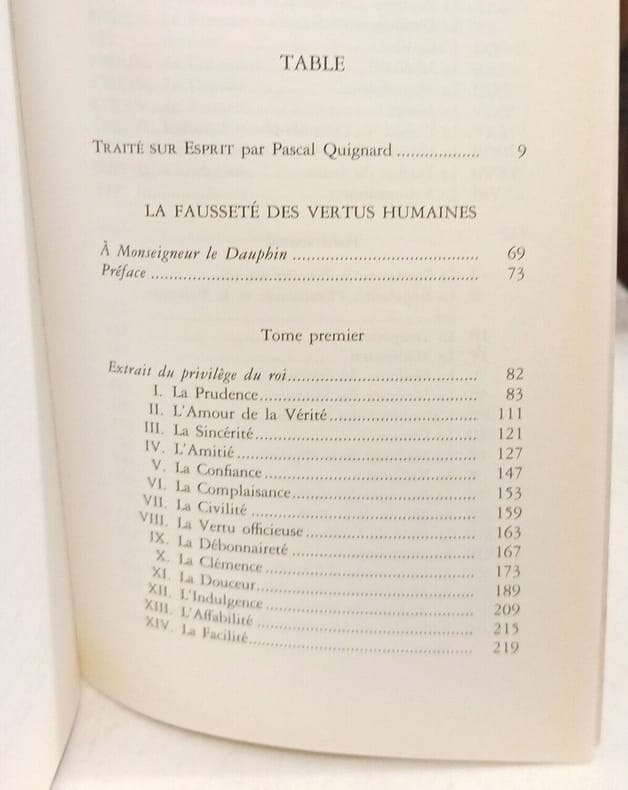 TABLE
TRAITÉ SUR ESPRIT par Pascal Quignard .................. 9
LA FAUSSETÉ DES VERTUS HUMAINES
À Monseigneur le Dauphin ........................................ 69
Préface ...................................................................... 73
Tome premier
Extrait du privilège du roi......................................... 82
I. La Prudence............................................... 83
II. L'Amour de la Vérité................................ 111
III. La Sincérité................................................ 121
IV. L'Amitié.................................................... 127
V. La Confiance.............................................. 147
VI. La Complaisance........................................ 153
VII. La Civilité ................................................. 159
VIII. La Vertu officieuse..................................... 163
IX. La Débonnaireté ........................................ 167
X. La Clémence.............................................. 173
XI. La Douceur................................................ 189
XII. L'Indulgence.............................................. 209
XIII. L'Affabilité ................................................ 215
XIV. La Facilité.................................................. 219